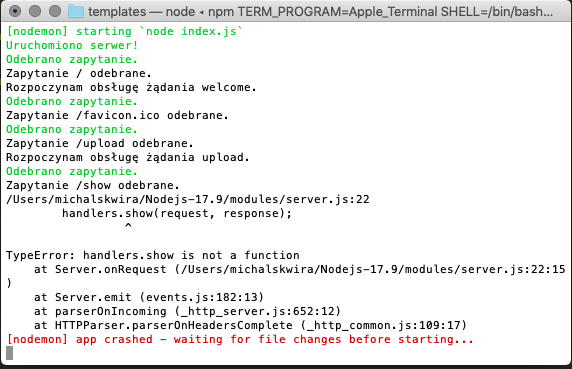 templates — node ◂ npm TERM_PROGRAM=Apple_Terminal SHELL=/bin/bash...
[nodemon] starting `node index.js`
Uruchomiono serwer!
Odebrano zapytanie.
Zapytanie / odebrane.
Rozpoczynam obsługę żądania welcome.
Odebrano zapytanie.
Zapytanie /favicon.ico odebrane.
Odebrano zapytanie.
Zapytanie /upload odebrane.
Rozpoczynam obsługę żądania upload.
Odebrano zapytanie.
Zapytanie /show odebrane.
/Users/michalskwira/Nodejs-17.9/modules/server.js:22
        handlers.show(request, response);
                 ^
TypeError: handlers.show is not a function
    at Server.onRequest (/Users/michalskwira/Nodejs-17.9/modules/server.js:22:15
)
    at Server.emit (events.js:182:13)
    at parserOnIncoming (_http_server.js:652:12)
    at HTTPParser.parserOnHeadersComplete (_http_common.js:109:17)
[nodemon] app crashed - waiting for file changes before starting...